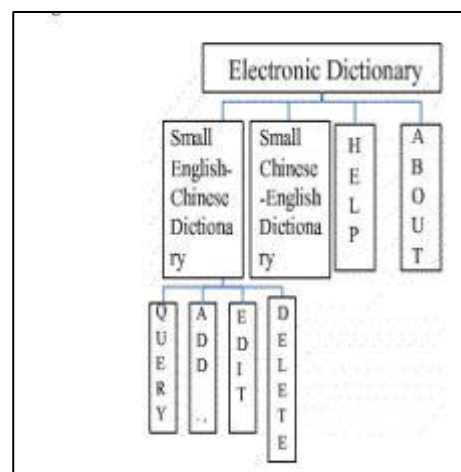 Electronic Dictionary
Small
English-
Chinese
Dictiona
ry
Small
Chinese
-English
Dictiona
ry
H
E
L
P
A
B
O
U
T
Q
U
E
R
Y
A
D
D
E
D
I
T
D
E
L
E
T
E